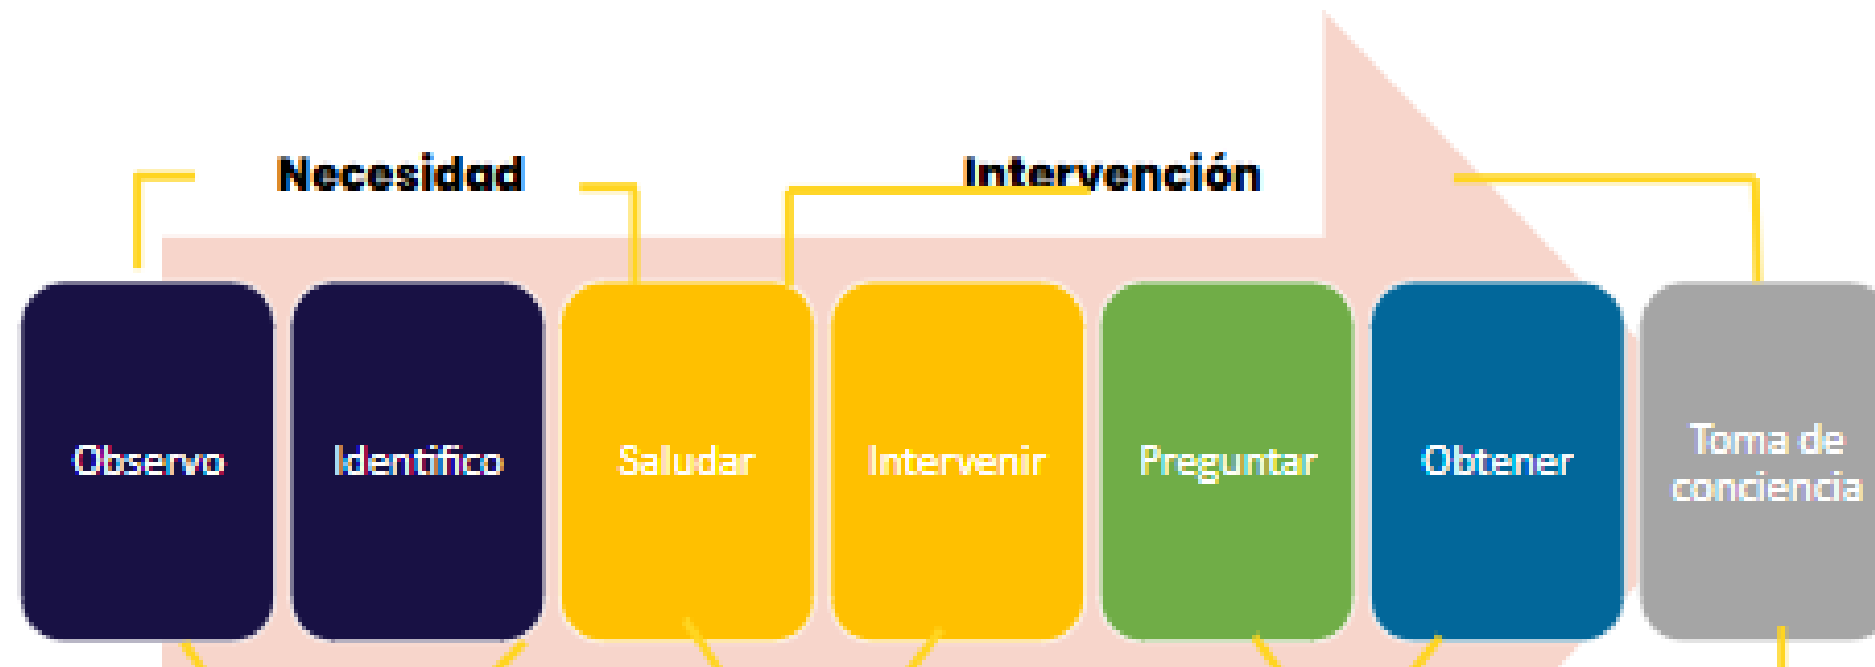 Necesidad
Intervención
Observo
Identifico
Saludar
Intervenir
Preguntar
Obtener
Toma de
conciencia